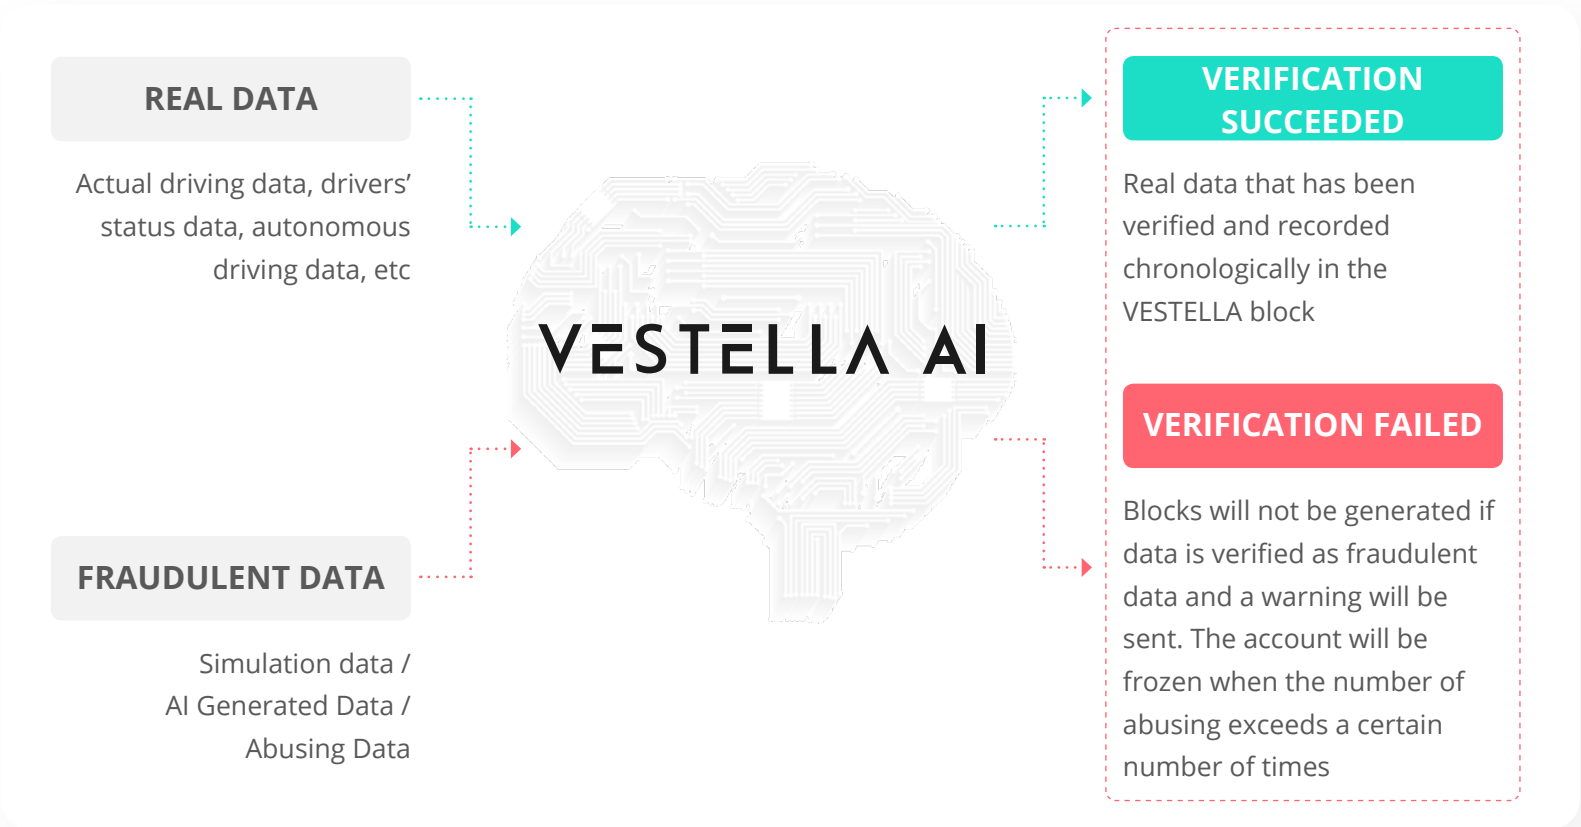 REAL DATA
Actual driving data, drivers’
status data, autonomous
driving data, etc
FRAUDULENT DATA
Simulation data /
AI Generated Data /
Abusing Data
VESTELLA AI
VERIFICATION
SUCCEEDED
Real data that has been
verified and recorded
chronologically in the
VESTELLA block
VERIFICATION FAILED
Blocks will not be generated if
data is verified as fraudulent
data and a warning will be
sent. The account will be
frozen when the number of
abusing exceeds a certain
number of times